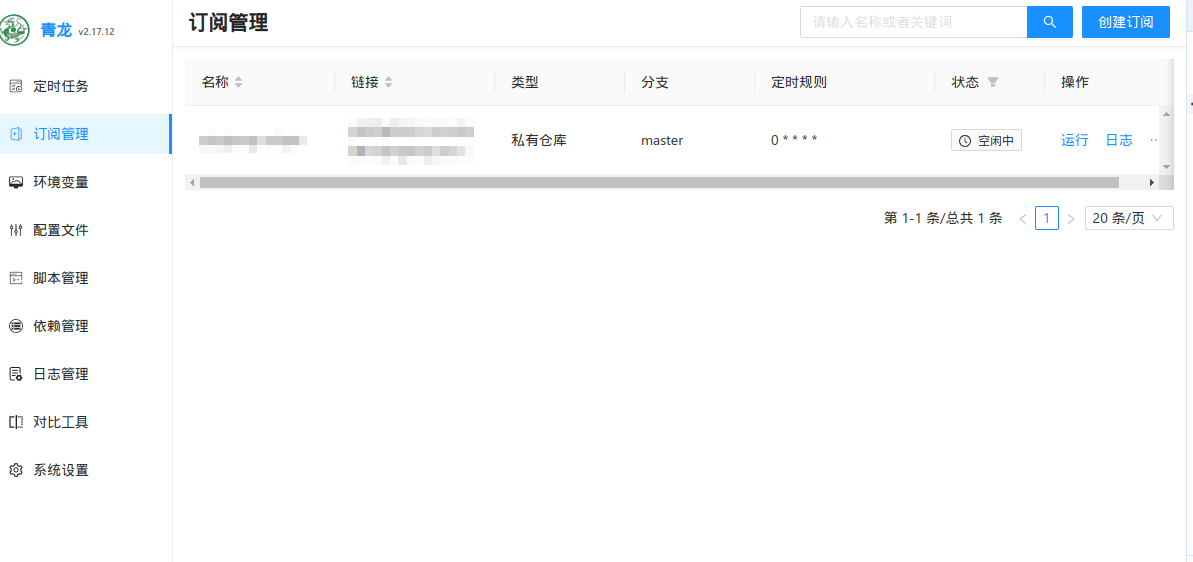 青龙 v2.17.12
定时任务
订阅管理
环境变量
配置文件
脚本管理
依赖管理
日志管理
对比工具
系统设置
订阅管理
请输入名称或者关键词
创建订阅
名称 链接 类型 分支 定时规则 状态 操作
私有仓库 master 0 * * * * 空闲中 运行 日志 ··
第 1-1 条/总共 1 条 < 1 > 20 条/页